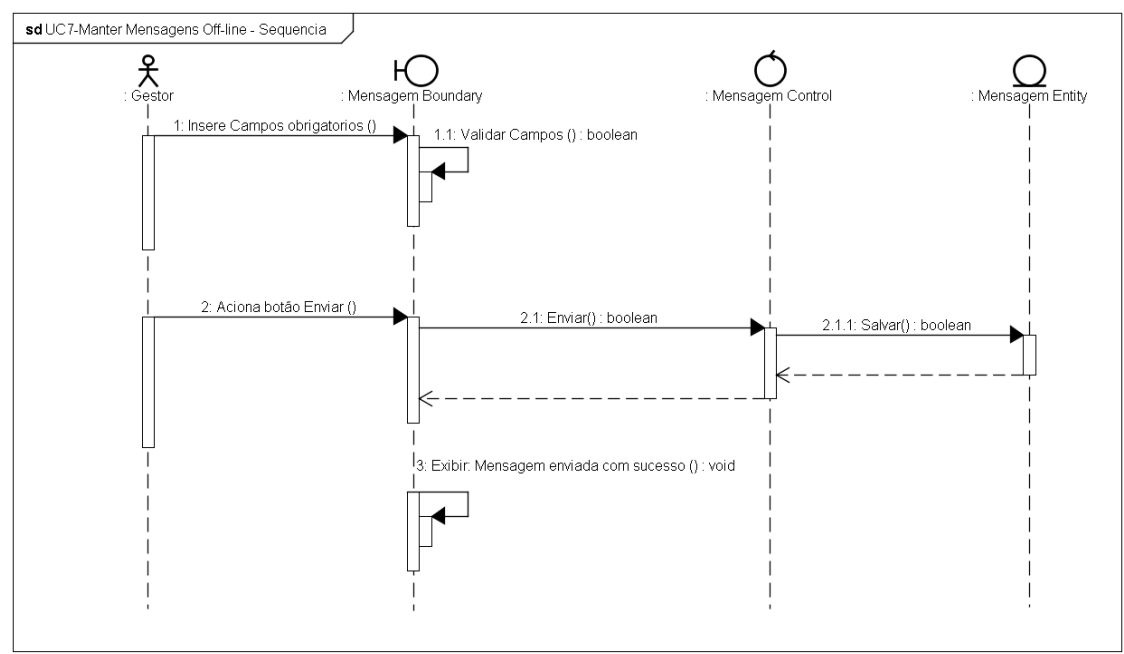 sd UC7-Manter Mensagens Off-line - Sequencia
: Gestor
: Mensagem Boundary
: Mensagem Control
: Mensagem Entity
1: Insere Campos obrigatorios ()
1.1: Validar Campos () : boolean
2: Aciona botão Enviar ()
2.1: Enviar() : boolean
2.1.1: Salvar() : boolean
3: Exibir: Mensagem enviada com sucesso () : void